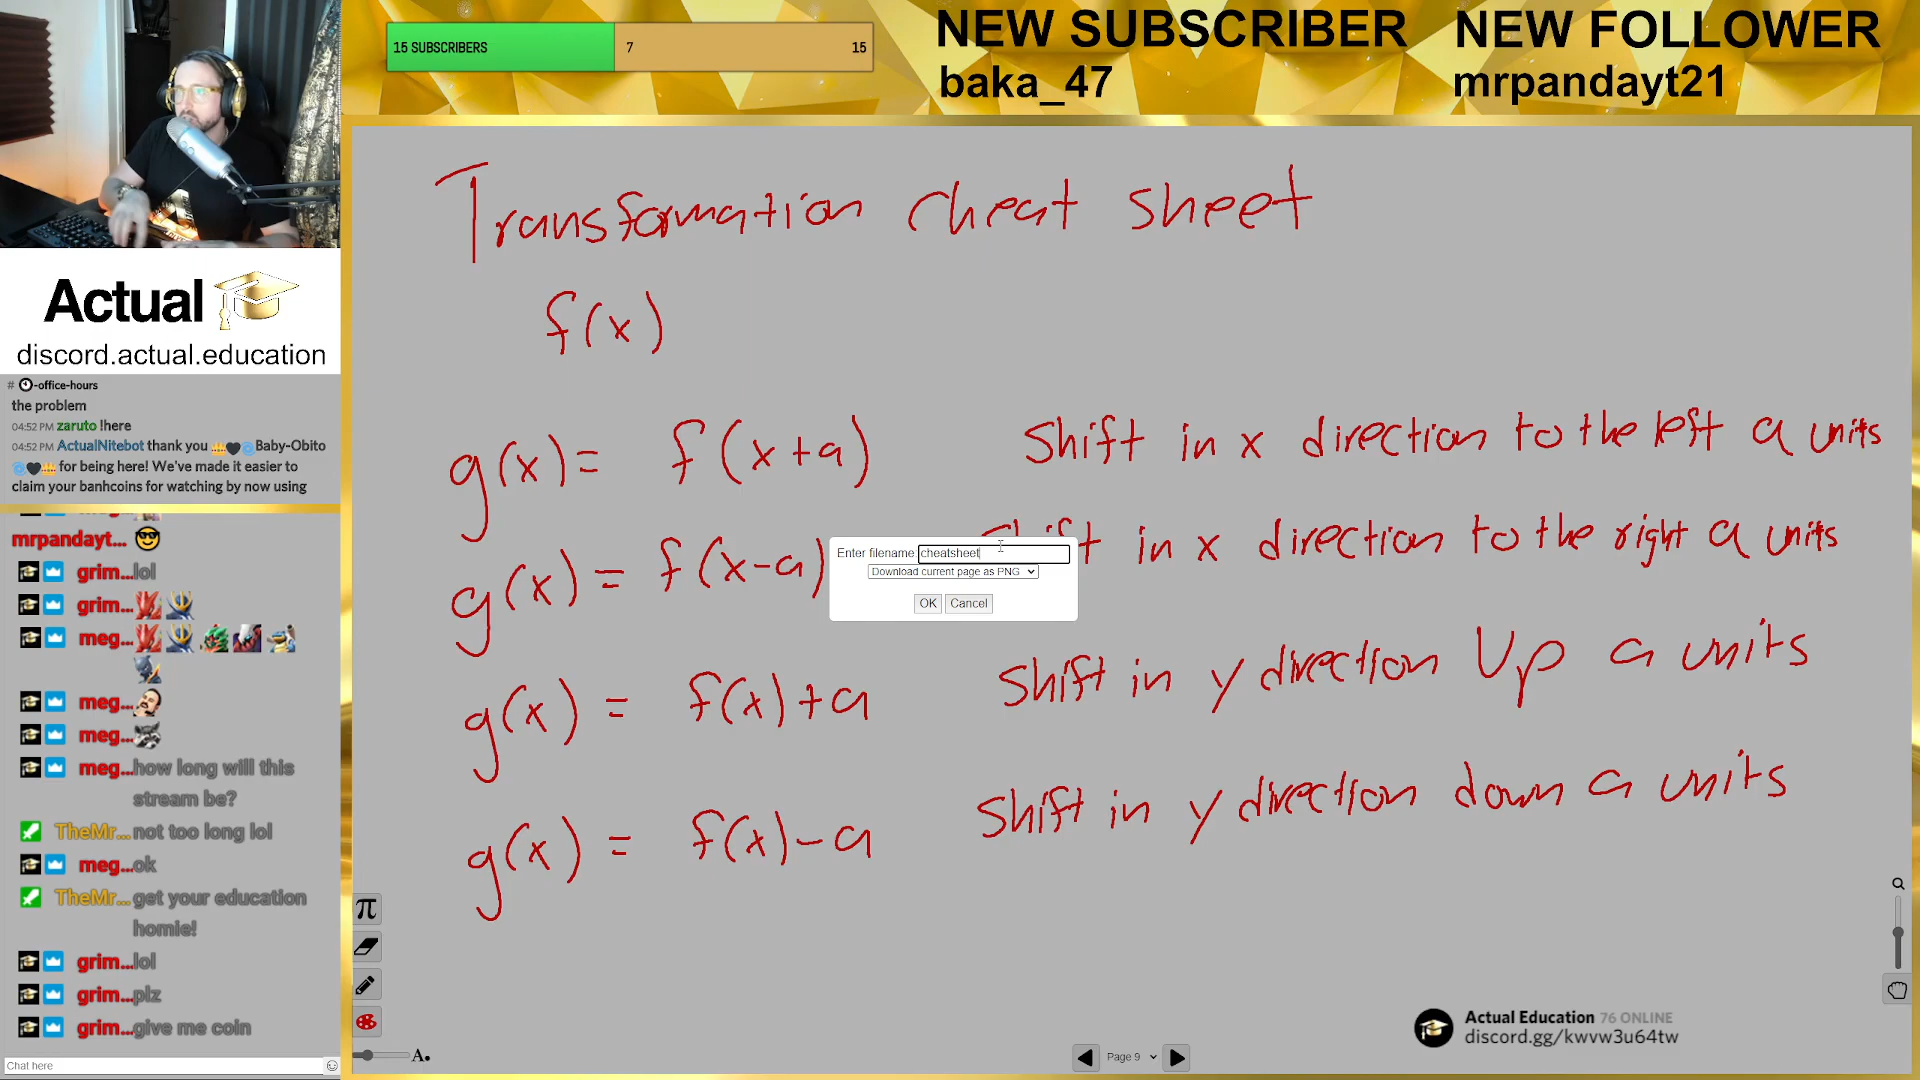 15 SUBSCRIBERS
7
15
NEW SUBSCRIBER
baka_47
NEW FOLLOWER
mrpandayt21
Actual
discord.actual.education
# -office-hours
the problem
04:52 PM zaruto !here
04:52 PM ActualNitebot thank you Baby-Obito
for being here! We've made it easier to
claim your banhcoins for watching by now using
mrpandayt...
grim...lol
grim...
meg...
meg...
meg...
meg...how long will this
stream be?
TheMr...not too long lol
meg...ok
TheMr...get your education
homie!
grim...lol
grim...plz
grim...give me coin
Chat here
Transformation cheat sheet
f(x)
g(x) = f(x+a) Shift in x direction to the left a units
g(x) = f(x-a) in x direction to the right a units
g(x) = f(x)+a Shift in y direction Up a units
g(x) = f(x)-a Shift in y direction down a units
Enter filename: cheatsheet
Download current page as PNG
OK Cancel
π
A.
Page 9
Actual Education 76 ONLINE
discord.gg/kwvw3u64tw